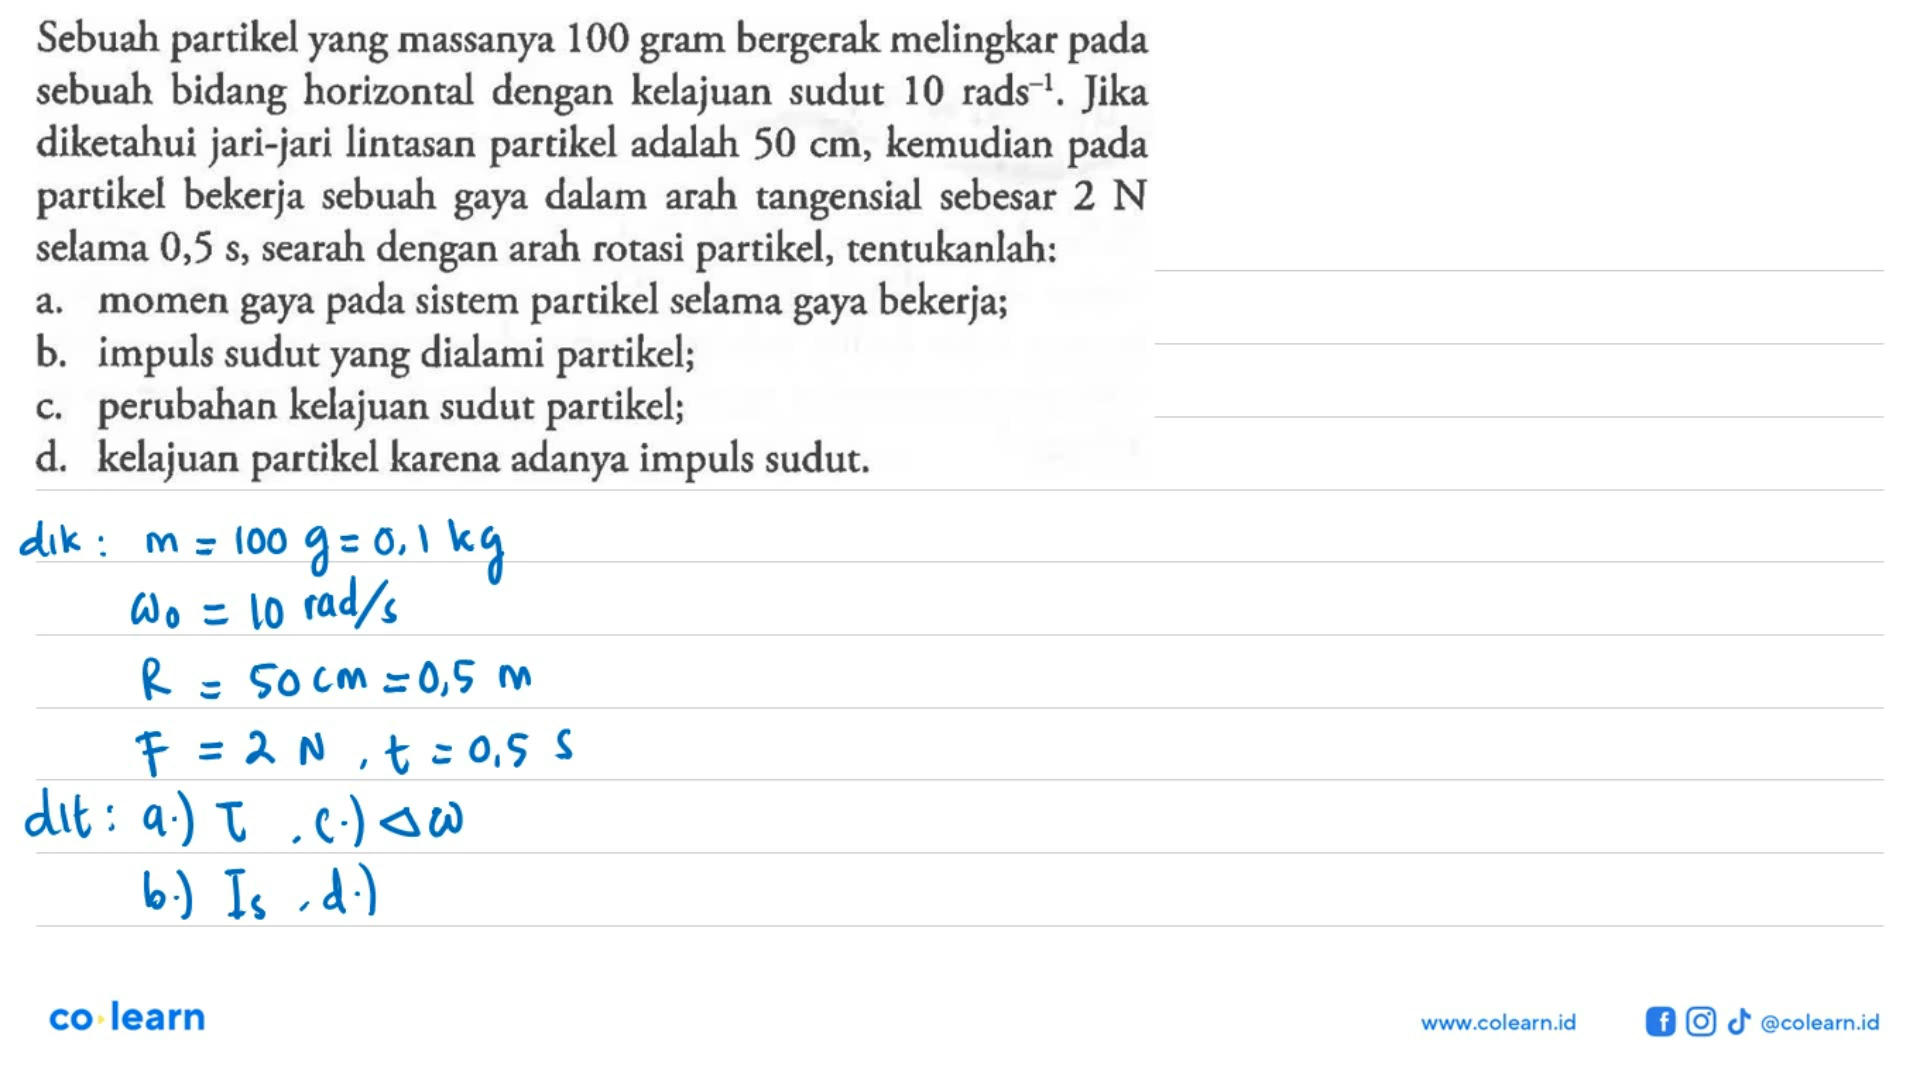 Sebuah partikel yang massanya 100 gram bergerak melingkar pada
sebuah bidang horizontal dengan kelajuan sudut 10 rads⁻¹. Jika
diketahui jari-jari lintasan partikel adalah 50 cm, kemudian pada
partikel bekerja sebuah gaya dalam arah tangensial sebesar 2 N
selama 0,5 s, searah dengan arah rotasi partikel, tentukanlah:
a. momen gaya pada sistem partikel selama gaya bekerja;
b. impuls sudut yang dialami partikel;
c. perubahan kelajuan sudut partikel;
d. kelajuan partikel karena adanya impuls sudut.
dik : m = 100 g = 0,1 kg
ω₀ = 10 rad/s
R = 50 cm = 0,5 m
F = 2 N , t = 0,5 s
dit : a.) τ , c.) Δω
b.) Is , d.)
co learn
www.colearn.id
@colearn.id